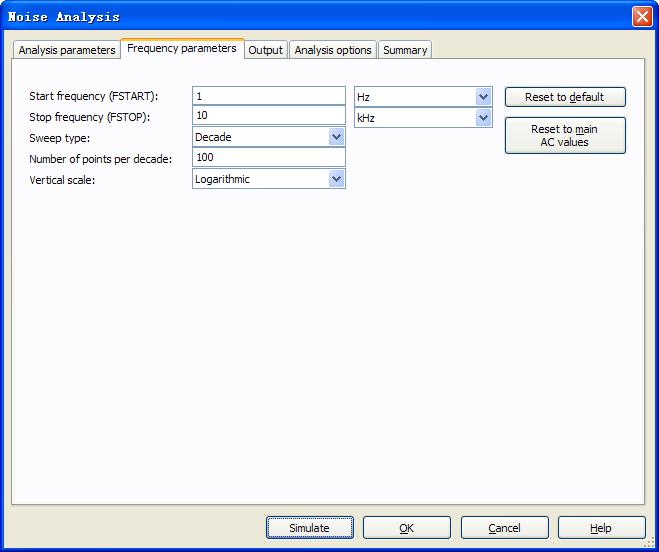 Noise Analysis
Analysis parameters Frequency parameters Output Analysis options Summary
Start frequency (FSTART): 1 Hz Reset to default
Stop frequency (FSTOP): 10 kHz
Sweep type: Decade
Reset to main
AC values
Number of points per decade: 100
Vertical scale: Logarithmic
Simulate OK Cancel Help